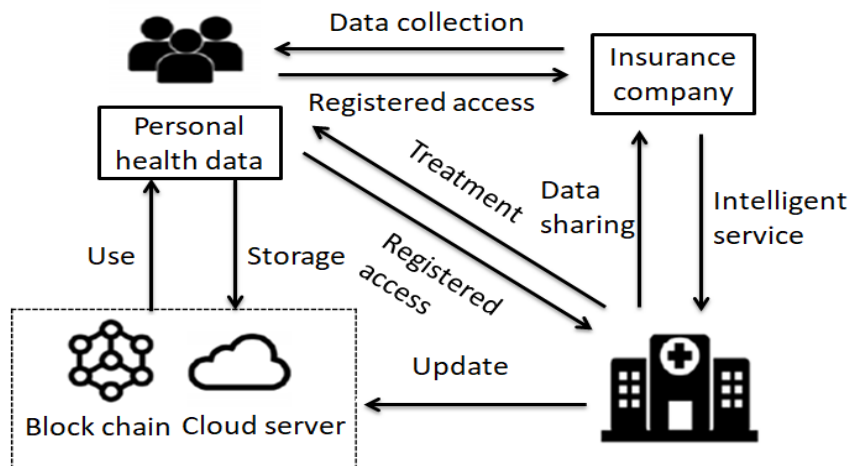 Data collection
Insurance
company
Registered access
Personal
health data
Treatment
Data
sharing
Intelligent
service
Use
Storage
Registered
access
Update
Block chain
Cloud server